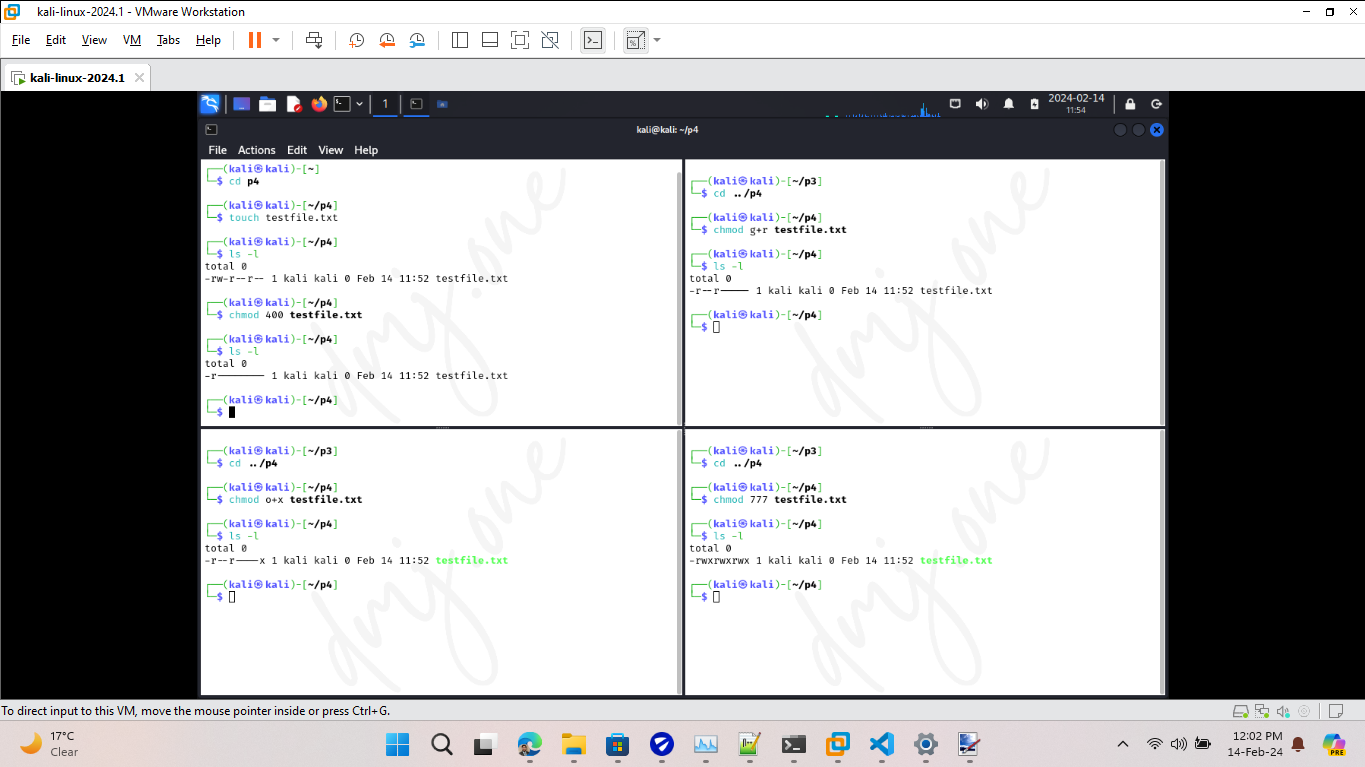 kali-linux-2024.1 - VMware Workstation
File Edit View VM Tabs Help
kali-linux-2024.1
1
2024-02-14
11:54
kali@kali: ~/p4
File Actions Edit View Help
┌──(kali㉿kali)-[~]
└─$ cd p4
┌──(kali㉿kali)-[~/p4]
└─$ touch testfile.txt
┌──(kali㉿kali)-[~/p4]
└─$ ls -l
total 0
-rw-r--r-- 1 kali kali 0 Feb 14 11:52 testfile.txt
┌──(kali㉿kali)-[~/p4]
└─$ chmod 400 testfile.txt
┌──(kali㉿kali)-[~/p4]
└─$ ls -l
total 0
-r-------- 1 kali kali 0 Feb 14 11:52 testfile.txt
┌──(kali㉿kali)-[~/p4]
└─$
┌──(kali㉿kali)-[~/p3]
└─$ cd ../p4
┌──(kali㉿kali)-[~/p4]
└─$ chmod g+r testfile.txt
┌──(kali㉿kali)-[~/p4]
└─$ ls -l
total 0
-r--r----- 1 kali kali 0 Feb 14 11:52 testfile.txt
┌──(kali㉿kali)-[~/p4]
└─$
┌──(kali㉿kali)-[~/p3]
└─$ cd ../p4
┌──(kali㉿kali)-[~/p4]
└─$ chmod o+x testfile.txt
┌──(kali㉿kali)-[~/p4]
└─$ ls -l
total 0
-r--r----x 1 kali kali 0 Feb 14 11:52 testfile.txt
┌──(kali㉿kali)-[~/p4]
└─$
┌──(kali㉿kali)-[~/p3]
└─$ cd ../p4
┌──(kali㉿kali)-[~/p4]
└─$ chmod 777 testfile.txt
┌──(kali㉿kali)-[~/p4]
└─$ ls -l
total 0
-rwxrwxrwx 1 kali kali 0 Feb 14 11:52 testfile.txt
┌──(kali㉿kali)-[~/p4]
└─$
dmj.one
dmj.one
dmj.one
dmj.one
To direct input to this VM, move the mouse pointer inside or press Ctrl+G.
17°C
Clear
12:02 PM
14-Feb-24
PRE